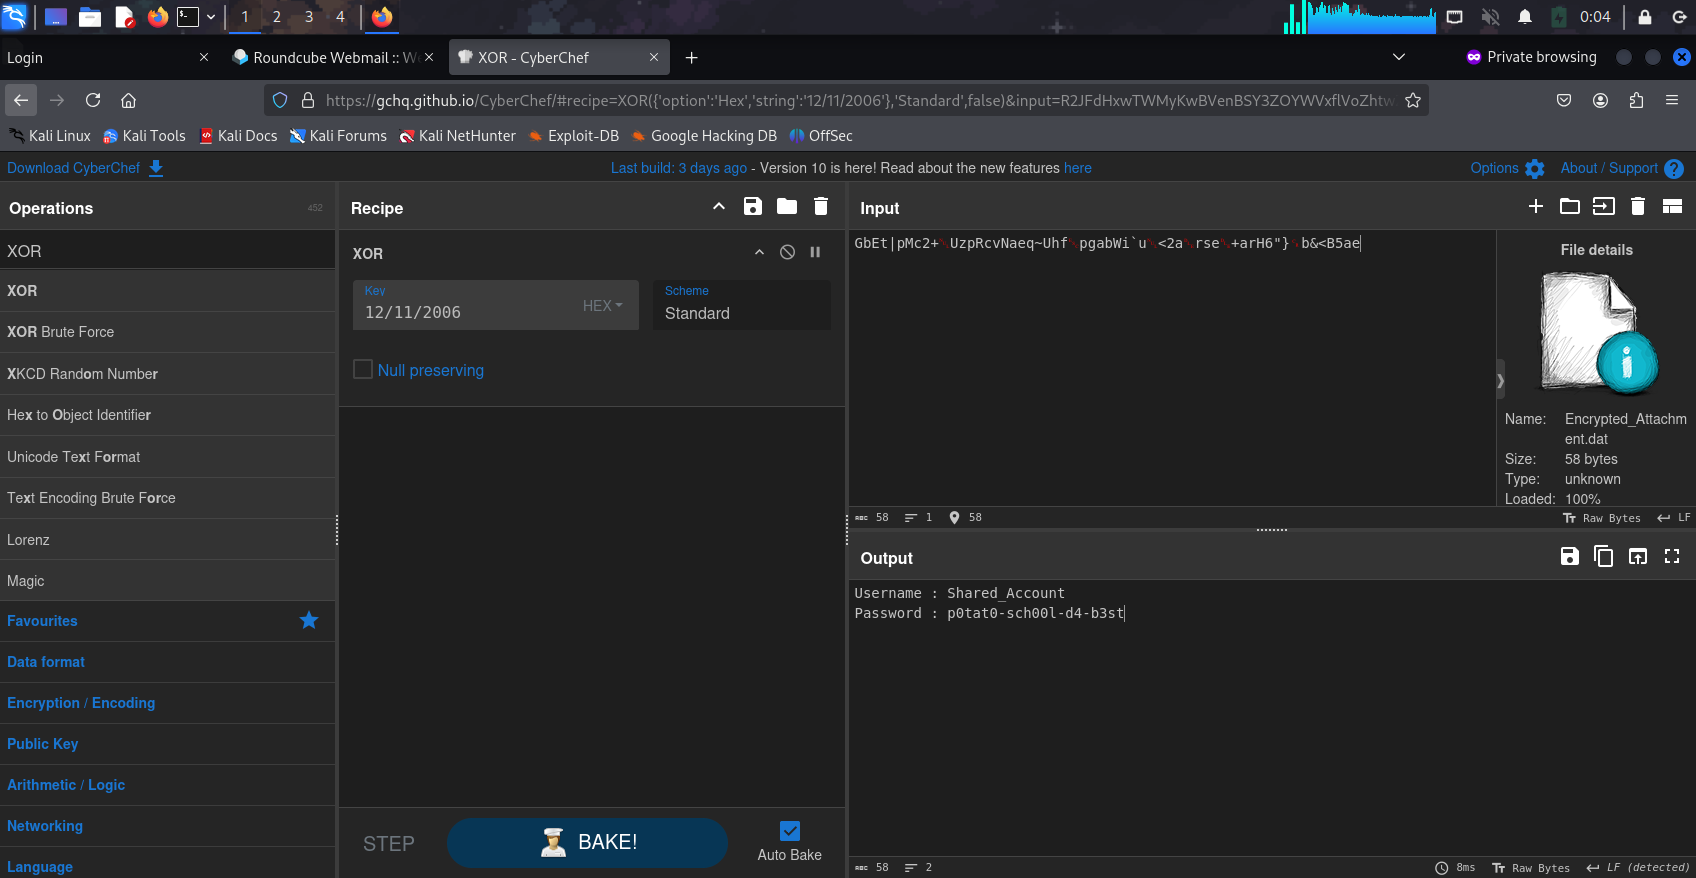 1 2 3 4 0:04
Login Roundcube Webmail :: W XOR - CyberChef Private browsing
https://gchq.github.io/CyberChef/#recipe=XOR({'option':'Hex','string':'12/11/2006'},'Standard',false)&input=R2JFdHxwTWMyKwBVenBSY3ZOYWVxflVoZhtw
Kali Linux Kali Tools Kali Docs Kali Forums Kali NetHunter Exploit-DB Google Hacking DB OffSec
Download CyberChef Last build: 3 days ago - Version 10 is here! Read about the new features here Options About / Support
Operations 452
XOR
XOR
XOR Brute Force
XKCD Random Number
Hex to Object Identifier
Unicode Text Format
Text Encoding Brute Force
Lorenz
Magic
Favourites
Data format
Encryption / Encoding
Public Key
Arithmetic / Logic
Networking
Language
Recipe
XOR
Key
12/11/2006 HEX
Scheme
Standard
Null preserving
STEP BAKE! Auto Bake
Input
GbEt|pMc2+ UzpRcvNaeq~Uhf pgabWi`u <2a rse +arH6"} b&<B5ae
File details
Name: Encrypted_Attachm
ent.dat
Size: 58 bytes
Type: unknown
Loaded: 100%
58 1 58 Raw Bytes LF
Output
Username : Shared_Account
Password : p0tat0-sch00l-d4-b3st
58 2 8ms Raw Bytes LF (detected)